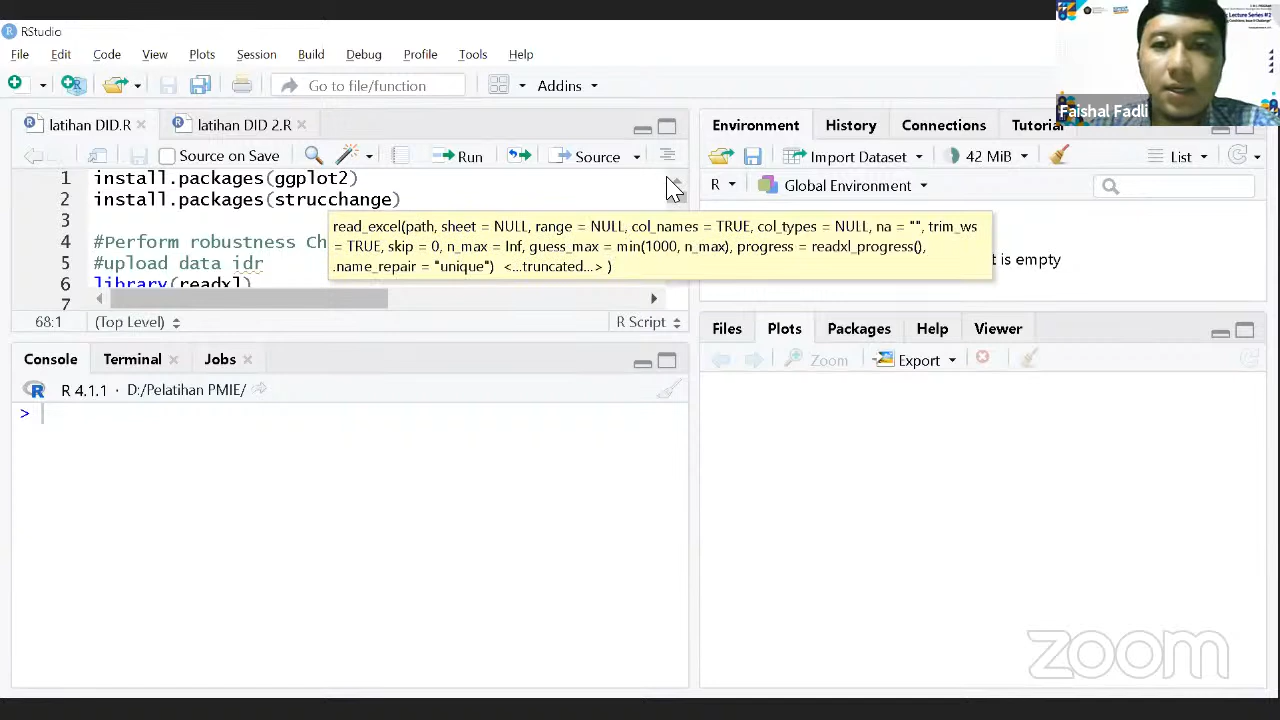 Lecture Series #2
RStudio
File Edit Code View Plots Session Build Debug Profile Tools Help
Go to file/function Addins
Faishal Fadli
latihan DID.R latihan DID 2.R
Source on Save Run Source
1 install.packages(ggplot2)
2 install.packages(strucchange)
3
4 #Perform robustness Ch
5 #upload data idr
6 library(readxl)
7
read_excel(path, sheet = NULL, range = NULL, col_names = TRUE, col_types = NULL, na = "", trim_ws
= TRUE, skip = 0, n_max = Inf, guess_max = min(1000, n_max), progress = readxl_progress(),
.name_repair = "unique") <...truncated...> )
68:1 (Top Level) R Script
Console Terminal Jobs
R 4.1.1 · D:/Pelatihan PMIE/
>
Environment History Connections Tutorial
Import Dataset 42 MiB List
R Global Environment
t is empty
Files Plots Packages Help Viewer
Zoom Export
zoom